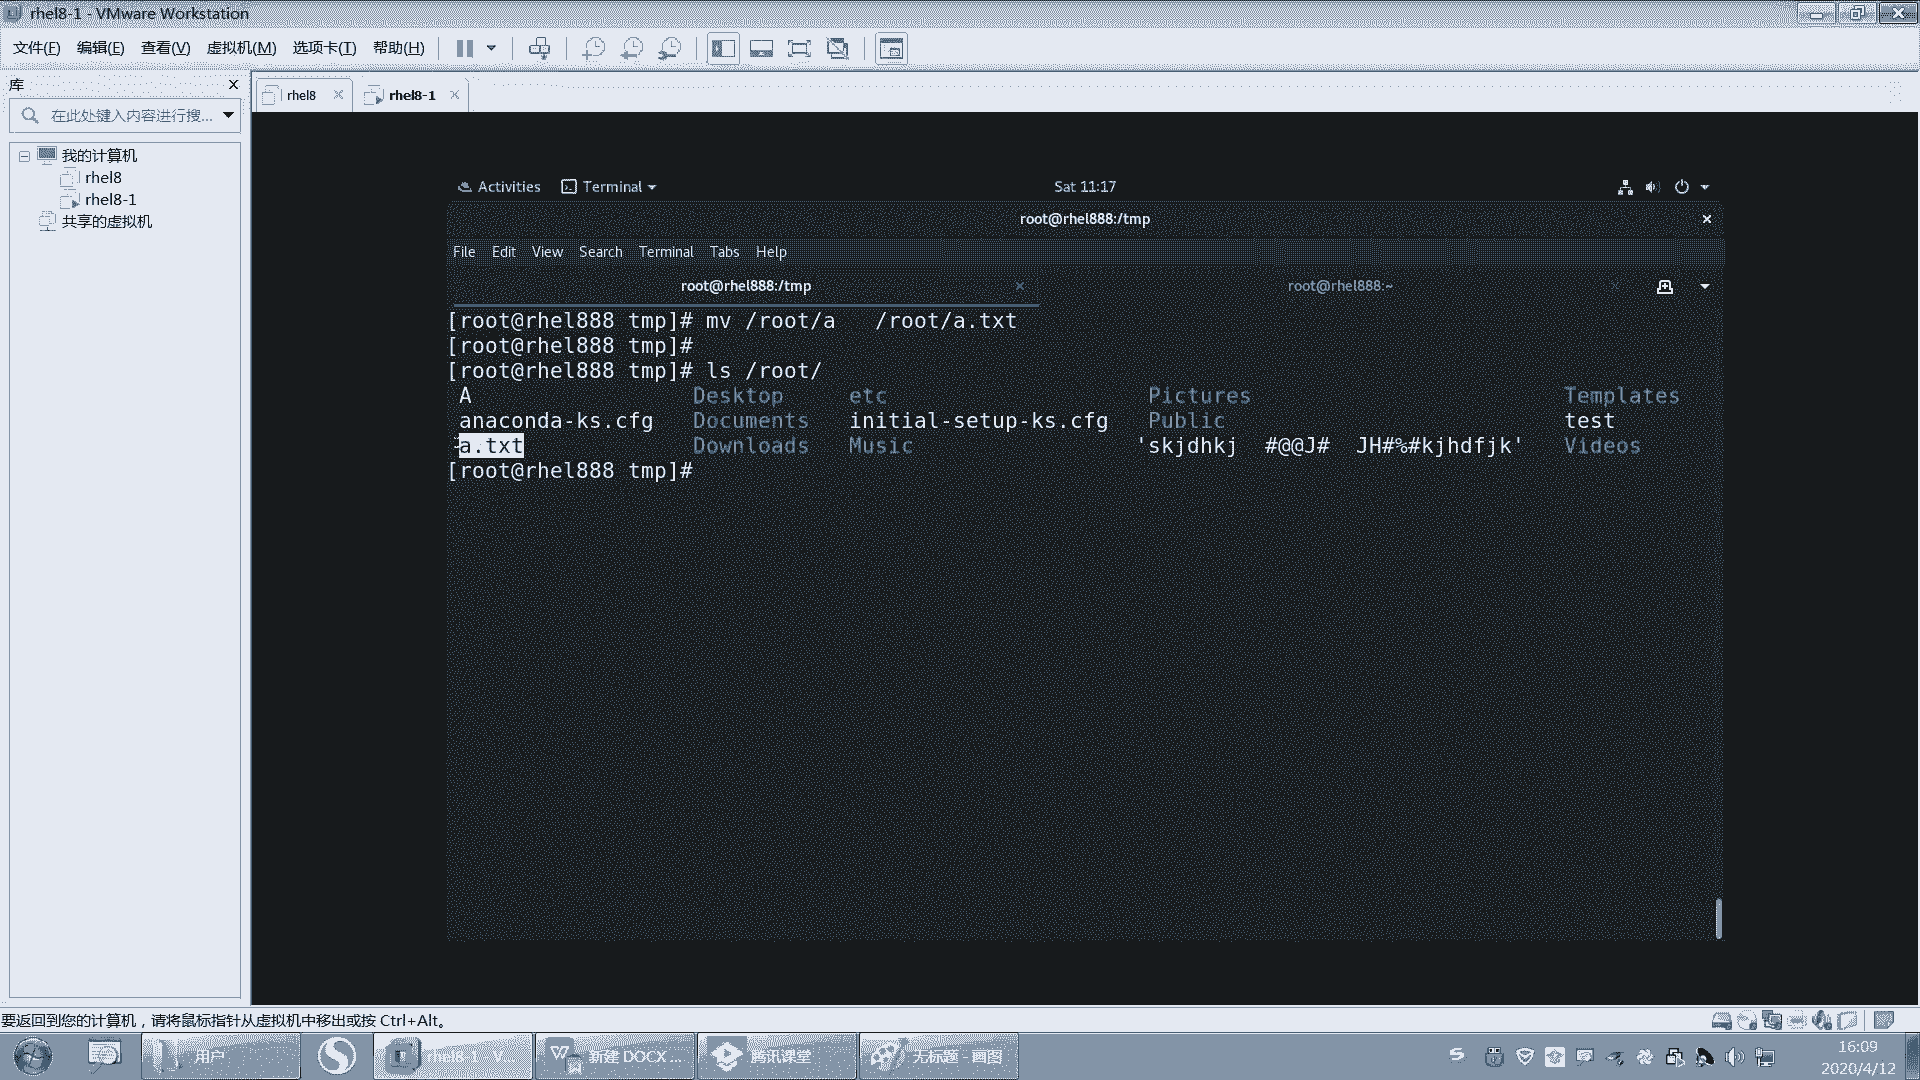 rhel8-1 - VMware Workstation
文件(F) 编辑(E) 查看(V) 虚拟机(M) 选项卡(T) 帮助(H)
库
在此处键入内容进行搜...
我的计算机
rhel8
rhel8-1
共享的虚拟机
rhel8
rhel8-1
Activities Terminal Sat 11:17
root@rhel888:/tmp
File Edit View Search Terminal Tabs Help
root@rhel888:/tmp root@rhel888:~
[root@rhel888 tmp]# mv /root/a   /root/a.txt
[root@rhel888 tmp]#
[root@rhel888 tmp]# ls /root/
A Desktop etc Pictures Templates
anaconda-ks.cfg Documents initial-setup-ks.cfg Public test
a.txt Downloads Music 'skjdhkj  #@@J#  JH#%#kjhdfjk' Videos
[root@rhel888 tmp]#
要返回到您的计算机，请将鼠标指针从虚拟机中移出或按 Ctrl+Alt。
用户 rhel8-1 - V... 新建 DOCX ... 腾讯课堂 无标题 - 画图
16:09
2020/4/12